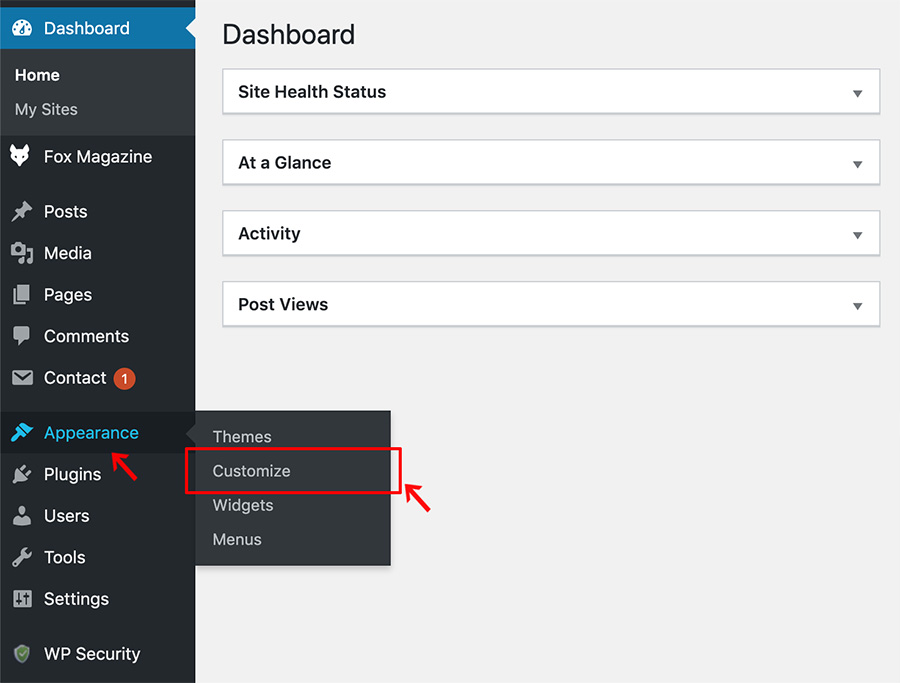 Dashboard
Home
My Sites
Fox Magazine
Posts
Media
Pages
Comments
Contact 1
Appearance
Plugins
Users
Tools
Settings
WP Security
Themes
Customize
Widgets
Menus
Dashboard
Site Health Status
At a Glance
Activity
Post Views